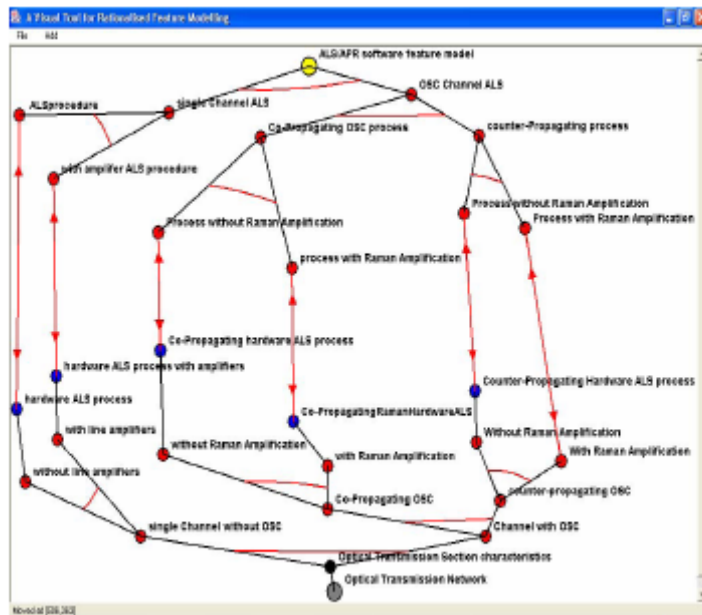 A Visual Tool for Rationalised Feature Modelling
File Add
ALS/APR software feature model
OSC Channel ALS
single Channel ALS
ALSprocedure
Co-Propagating OSC process
counter-Propagating process
with amplifer ALS procedure
Process without Raman Amplification
Process with Raman Amplification
Process without Raman Amplification
process with Raman Amplification
Co-Propagating hardware ALS process
hardware ALS process with amplifiers
Counter-Propagating Hardware ALS process
hardware ALS process
Co-PropagatingRamanHardwareALS
with line amplifiers
Without Raman Amplification
without Raman Amplification
with Raman Amplification
With Raman Amplification
without line amplifiers
Co-Propagating OSC
counter-propagating OSC
single Channel without OSC
Channel with OSC
Optical Transmission Section characteristics
Optical Transmission Network
Moved at